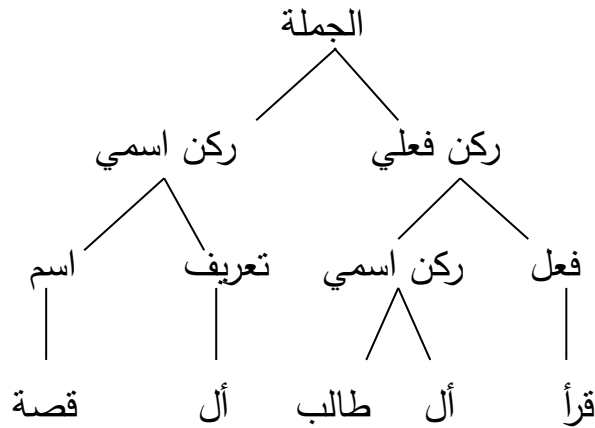 الجملة
ركن فعلي ركن اسمي
فعل ركن اسمي تعريف اسم
قرأ أل طالب أل قصة